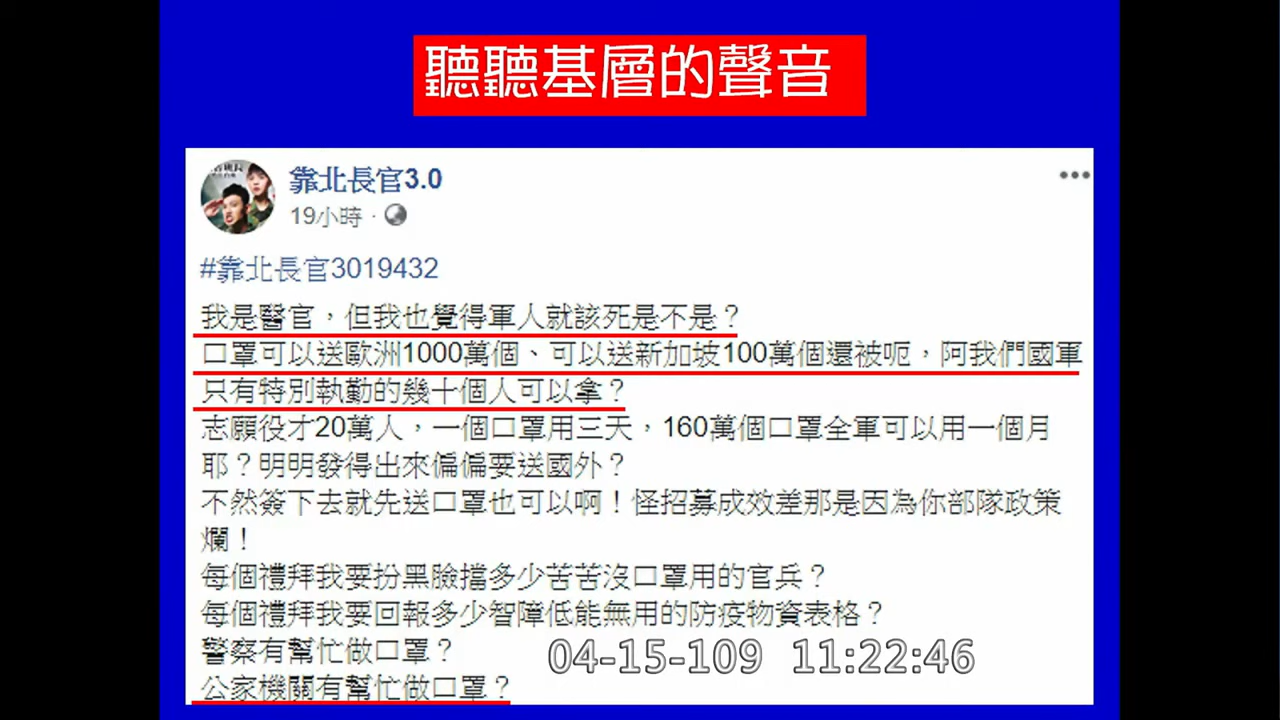 聽聽基層的聲音
靠北長官3.0
19小時 ·
#靠北長官3019432
我是醫官，但我也覺得軍人就該死是不是？
口罩可以送歐洲1000萬個、可以送新加坡100萬個還被呃，阿我們國軍
只有特別執勤的幾十個人可以拿？
志願役才20萬人，一個口罩用三天，160萬個口罩全軍可以用一個月
耶？明明發得出來偏偏要送國外？
不然簽下去就先送口罩也可以啊！怪招募成效差那是因為你部隊政策
爛！
每個禮拜我要扮黑臉擋多少苦苦沒口罩用的官兵？
每個禮拜我要回報多少智障低能無用的防疫物資表格？
警察有幫忙做口罩？
公家機關有幫忙做口罩？
04-15-109 11:22:46